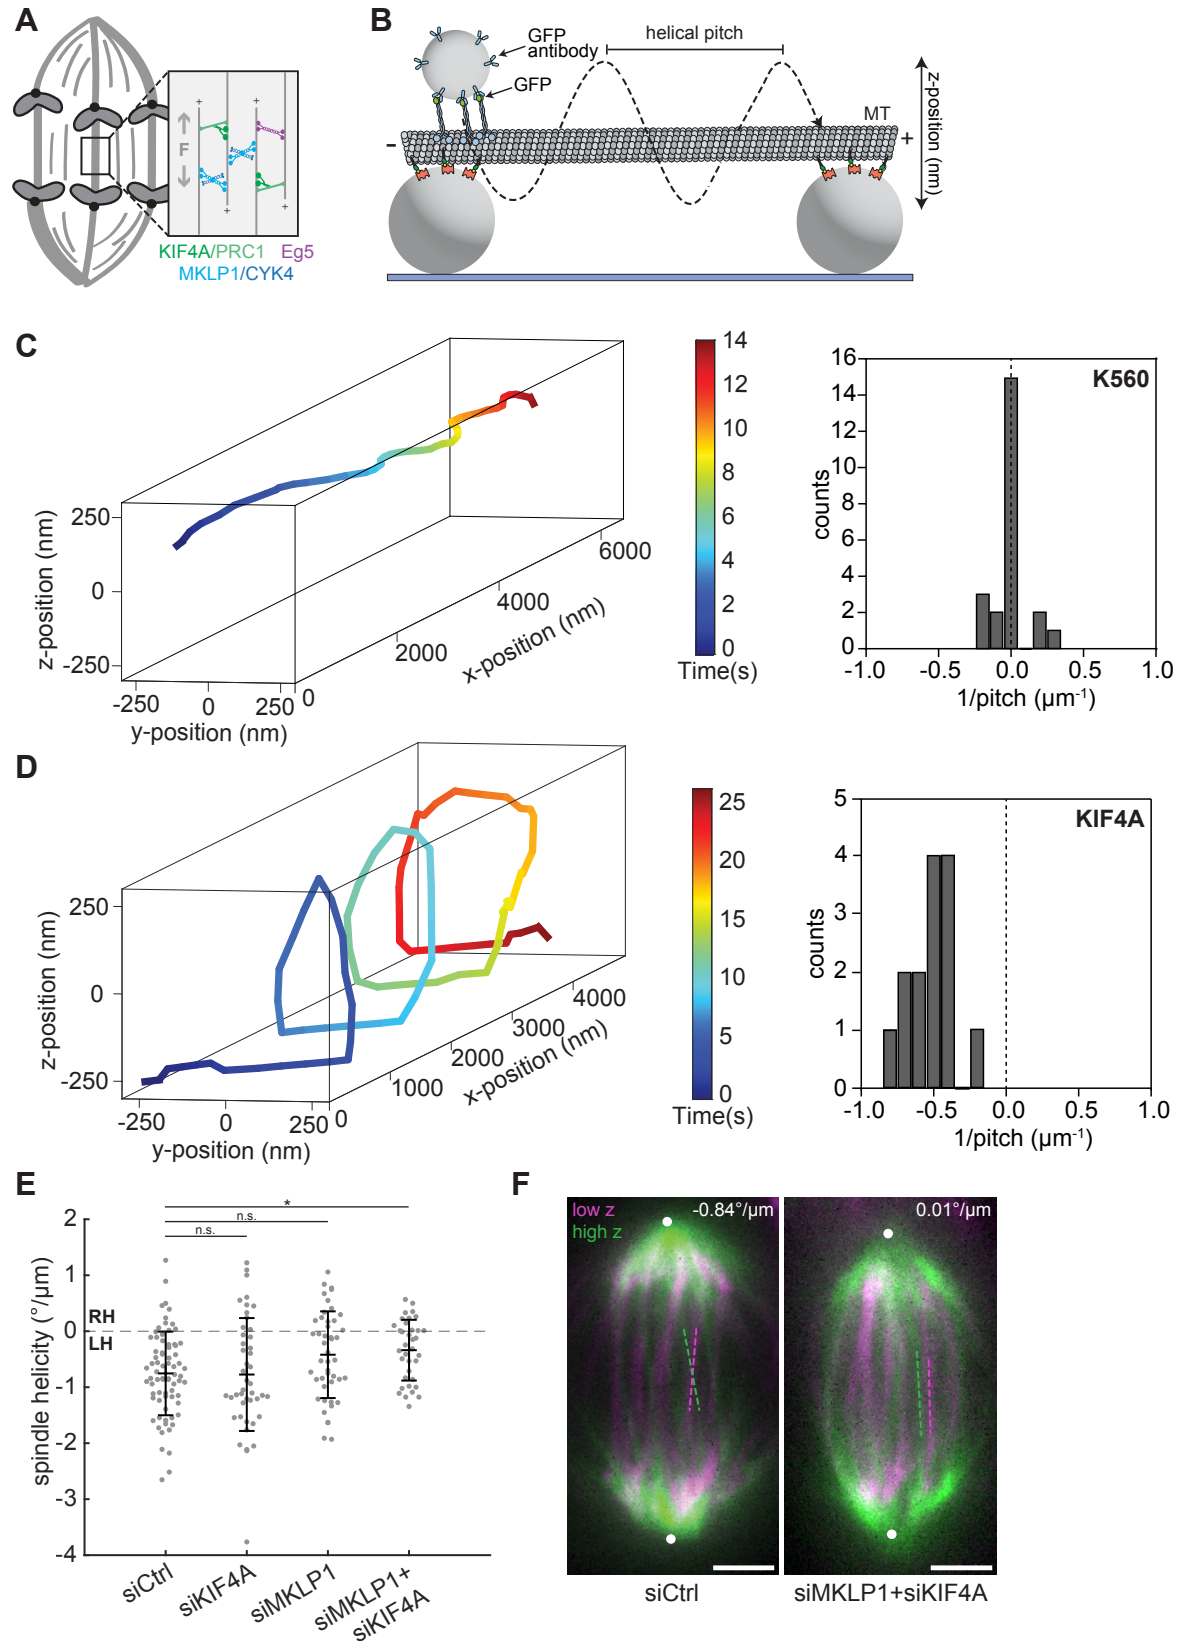 A
+
+
F
+
+
KIF4A/PRC1 Eg5
MKLP1/CYK4
B
GFP
antibody
GFP
helical pitch
MT
-
+
z-position (nm)
C
250
0
-250
z-position (nm)
-250
0
250
y-position (nm)
0
2000
4000
6000
x-position (nm)
14
12
10
8
6
4
2
0
Time(s)
K560
16
14
12
10
8
6
4
2
0
counts
-1.0
-0.5
0.0
0.5
1.0
1/pitch (µm-1)
D
250
0
-250
z-position (nm)
-250
0
250
y-position (nm)
0
1000
2000
3000
4000
x-position (nm)
25
20
15
10
5
0
Time(s)
KIF4A
5
4
3
2
1
0
counts
-1.0
-0.5
0.0
0.5
1.0
1/pitch (µm-1)
E
*
n.s.
n.s.
2
1
0
-1
-2
-3
-4
RH
LH
spindle helicity (°/µm)
siCtrl
siKIF4A
siMKLP1
siMKLP1+
siKIF4A
F
low z
high z
-0.84°/µm
0.01°/µm
siCtrl
siMKLP1+siKIF4A